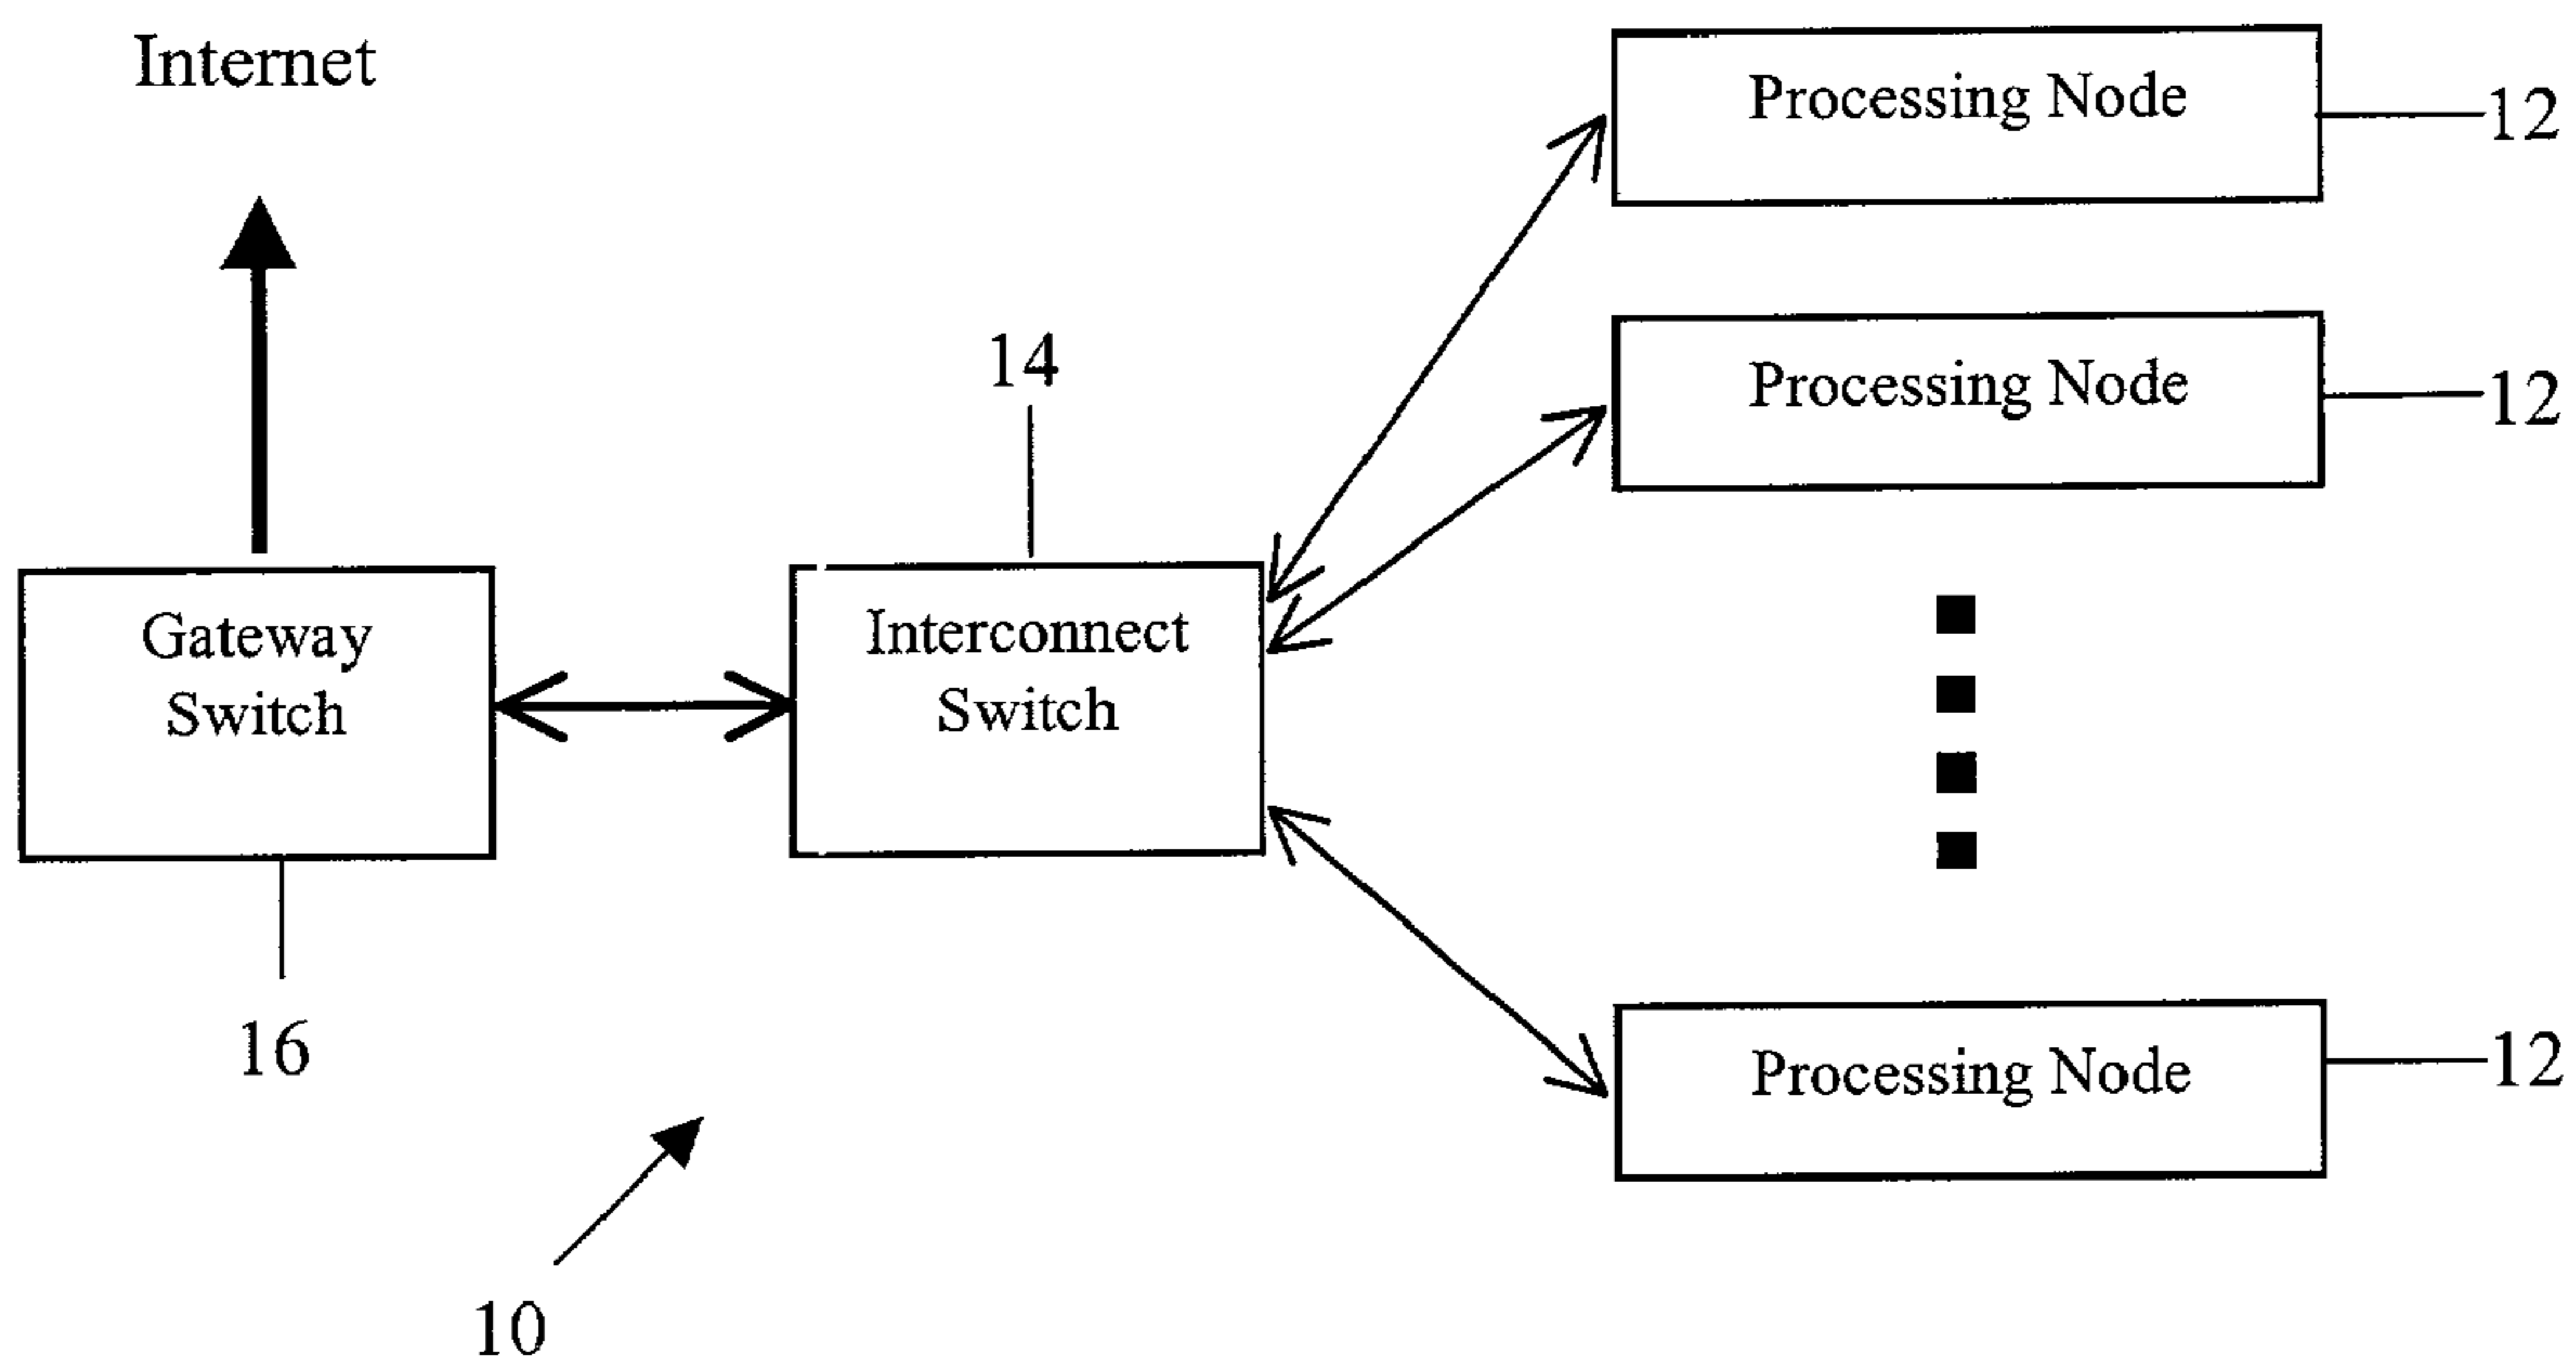 Internet
Processing Node
12
Processing Node
12
14
Gateway
Switch
Interconnect
Switch
16
Processing Node
12
10